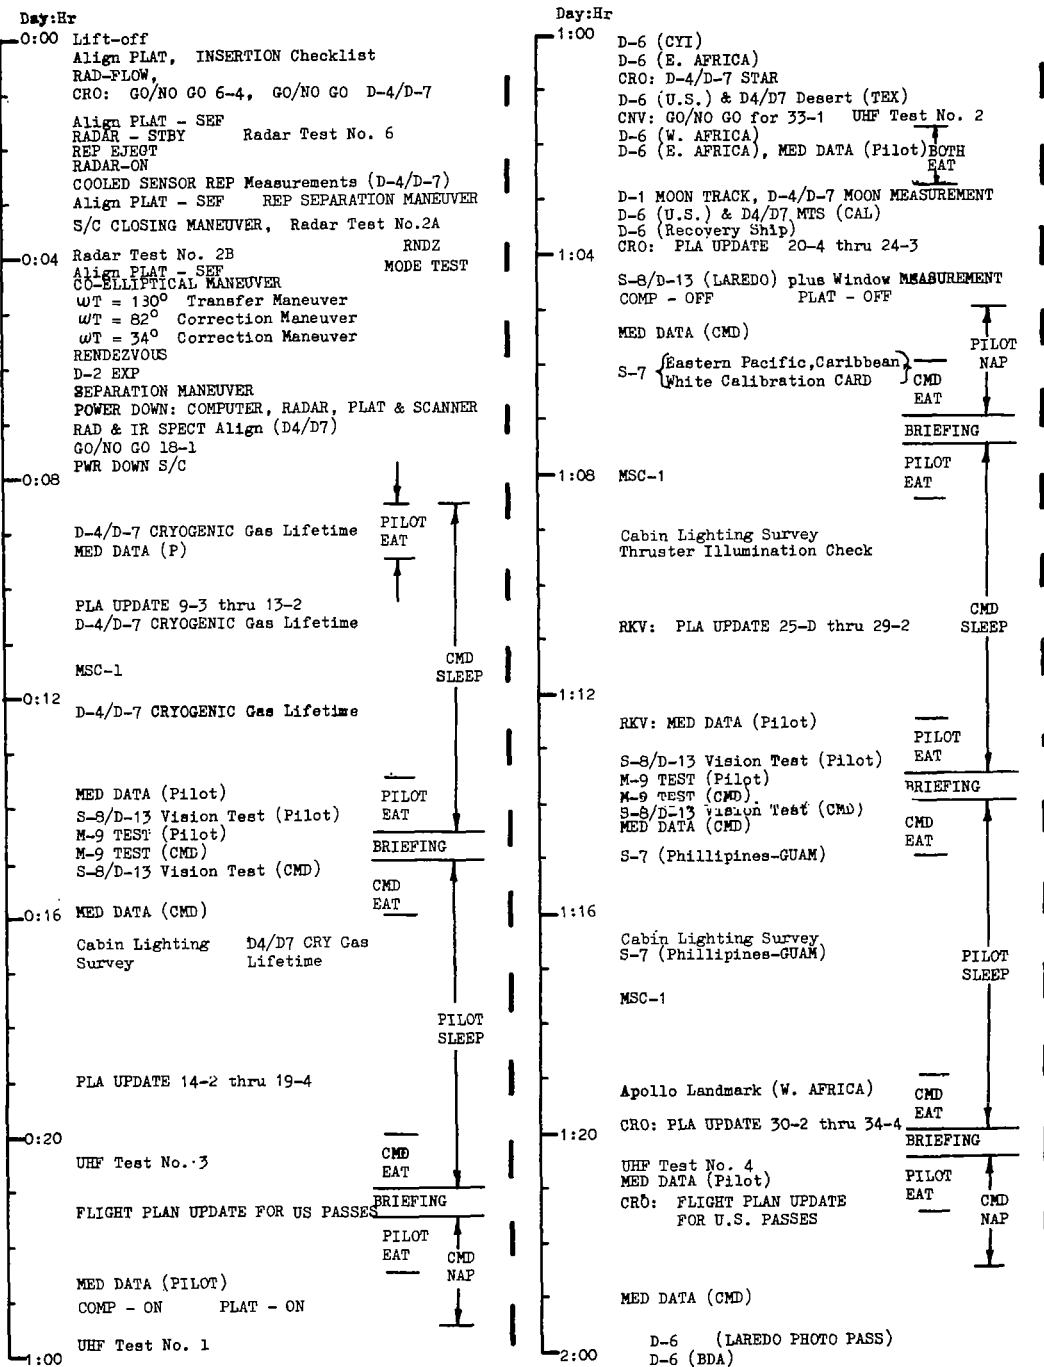 Day:Hr
0:00 Lift-off
Align PLAT, INSERTION Checklist
RAD-FLOW,
CRO: GO/NO GO 6-4, GO/NO GO D-4/D-7
Align PLAT - SEF
RADAR - STBY Radar Test No. 6
REP EJECT
RADAR-ON
COOLED SENSOR REP Measurements (D-4/D-7)
Align PLAT - SEF REP SEPARATION MANEUVER
S/C CLOSING MANEUVER, Radar Test No.2A
RNDZ
MODE TEST
0:04 Radar Test No. 2B
Align PLAT - SEF
CO-ELLIPTICAL MANEUVER
ωT = 130° Transfer Maneuver
ωT = 82° Correction Maneuver
ωT = 34° Correction Maneuver
RENDEZVOUS
D-2 EXP
SEPARATION MANEUVER
POWER DOWN: COMPUTER, RADAR, PLAT & SCANNER
RAD & IR SPECT Align (D4/D7)
GO/NO GO 18-1
PWR DOWN S/C
0:08
PILOT
EAT
D-4/D-7 CRYOGENIC Gas Lifetime
MED DATA (P)
PLA UPDATE 9-3 thru 13-2
D-4/D-7 CRYOGENIC Gas Lifetime
CMD
SLEEP
MSC-1
0:12
D-4/D-7 CRYOGENIC Gas Lifetime
MED DATA (Pilot)
PILOT
EAT
S-8/D-13 Vision Test (Pilot)
M-9 TEST (Pilot)
BRIEFING
M-9 TEST (CMD)
S-8/D-13 Vision Test (CMD)
CMD
EAT
0:16 MED DATA (CMD)
Cabin Lighting Survey
D4/D7 CRY Gas Lifetime
PILOT
SLEEP
PLA UPDATE 14-2 thru 19-4
0:20
CMD
EAT
UHF Test No. 3
BRIEFING
FLIGHT PLAN UPDATE FOR US PASSES
PILOT
EAT
CMD
NAP
MED DATA (PILOT)
COMP - ON PLAT - ON
UHF Test No. 1
1:00
Day:Hr
1:00
D-6 (CYI)
D-6 (E. AFRICA)
CRO: D-4/D-7 STAR
D-6 (U.S.) & D4/D7 Desert (TEX)
CNV: GO/NO GO for 33-1 UHF Test No. 2
D-6 (W. AFRICA)
D-6 (E. AFRICA), MED DATA (Pilot)
BOTH
EAT
D-1 MOON TRACK, D-4/D-7 MOON MEASUREMENT
D-6 (U.S.) & D4/D7 MTS (CAL)
D-6 (Recovery Ship)
CRO: PLA UPDATE 20-4 thru 24-3
1:04
S-8/D-13 (LAREDO) plus Window MEASUREMENT
COMP - OFF PLAT - OFF
MED DATA (CMD)
PILOT
NAP
S-7 {Eastern Pacific,Caribbean
White Calibration CARD}
CMD
EAT
BRIEFING
PILOT
EAT
1:08 MSC-1
Cabin Lighting Survey
Thruster Illumination Check
CMD
SLEEP
RKV: PLA UPDATE 25-D thru 29-2
1:12
RKV: MED DATA (Pilot)
PILOT
EAT
S-8/D-13 Vision Test (Pilot)
M-9 TEST (Pilot)
BRIEFING
M-9 TEST (CMD)
S-8/D-13 Vision Test (CMD)
MED DATA (CMD)
CMD
EAT
S-7 (Phillipines-GUAM)
1:16
Cabin Lighting Survey
S-7 (Phillipines-GUAM)
PILOT
SLEEP
MSC-1
Apollo Landmark (W. AFRICA)
CMD
EAT
CRO: PLA UPDATE 30-2 thru 34-4
1:20
BRIEFING
UHF Test No. 4
MED DATA (Pilot)
PILOT
EAT
CRO: FLIGHT PLAN UPDATE
FOR U.S. PASSES
CMD
NAP
MED DATA (CMD)
D-6 (LAREDO PHOTO PASS)
2:00
D-6 (BDA)